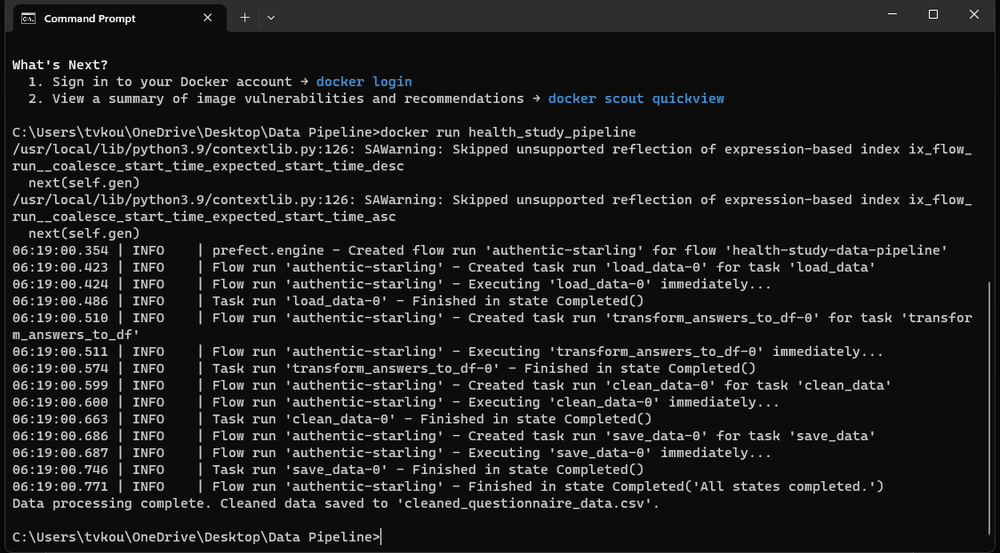 Command Prompt
What's Next?
  1. Sign in to your Docker account → docker login
  2. View a summary of image vulnerabilities and recommendations → docker scout quickview
C:\Users\tvkou\OneDrive\Desktop\Data Pipeline>docker run health_study_pipeline
/usr/local/lib/python3.9/contextlib.py:126: SAWarning: Skipped unsupported reflection of expression-based index ix_flow_
run__coalesce_start_time_expected_start_time_desc
  next(self.gen)
/usr/local/lib/python3.9/contextlib.py:126: SAWarning: Skipped unsupported reflection of expression-based index ix_flow_
run__coalesce_start_time_expected_start_time_asc
  next(self.gen)
06:19:00.354 | INFO    | prefect.engine - Created flow run 'authentic-starling' for flow 'health-study-data-pipeline'
06:19:00.423 | INFO    | Flow run 'authentic-starling' - Created task run 'load_data-0' for task 'load_data'
06:19:00.424 | INFO    | Flow run 'authentic-starling' - Executing 'load_data-0' immediately...
06:19:00.486 | INFO    | Task run 'load_data-0' - Finished in state Completed()
06:19:00.510 | INFO    | Flow run 'authentic-starling' - Created task run 'transform_answers_to_df-0' for task 'transfor
m_answers_to_df'
06:19:00.511 | INFO    | Flow run 'authentic-starling' - Executing 'transform_answers_to_df-0' immediately...
06:19:00.574 | INFO    | Task run 'transform_answers_to_df-0' - Finished in state Completed()
06:19:00.599 | INFO    | Flow run 'authentic-starling' - Created task run 'clean_data-0' for task 'clean_data'
06:19:00.600 | INFO    | Flow run 'authentic-starling' - Executing 'clean_data-0' immediately...
06:19:00.663 | INFO    | Task run 'clean_data-0' - Finished in state Completed()
06:19:00.686 | INFO    | Flow run 'authentic-starling' - Created task run 'save_data-0' for task 'save_data'
06:19:00.687 | INFO    | Flow run 'authentic-starling' - Executing 'save_data-0' immediately...
06:19:00.746 | INFO    | Task run 'save_data-0' - Finished in state Completed()
06:19:00.771 | INFO    | Flow run 'authentic-starling' - Finished in state Completed('All states completed.')
Data processing complete. Cleaned data saved to 'cleaned_questionnaire_data.csv'.
C:\Users\tvkou\OneDrive\Desktop\Data Pipeline>